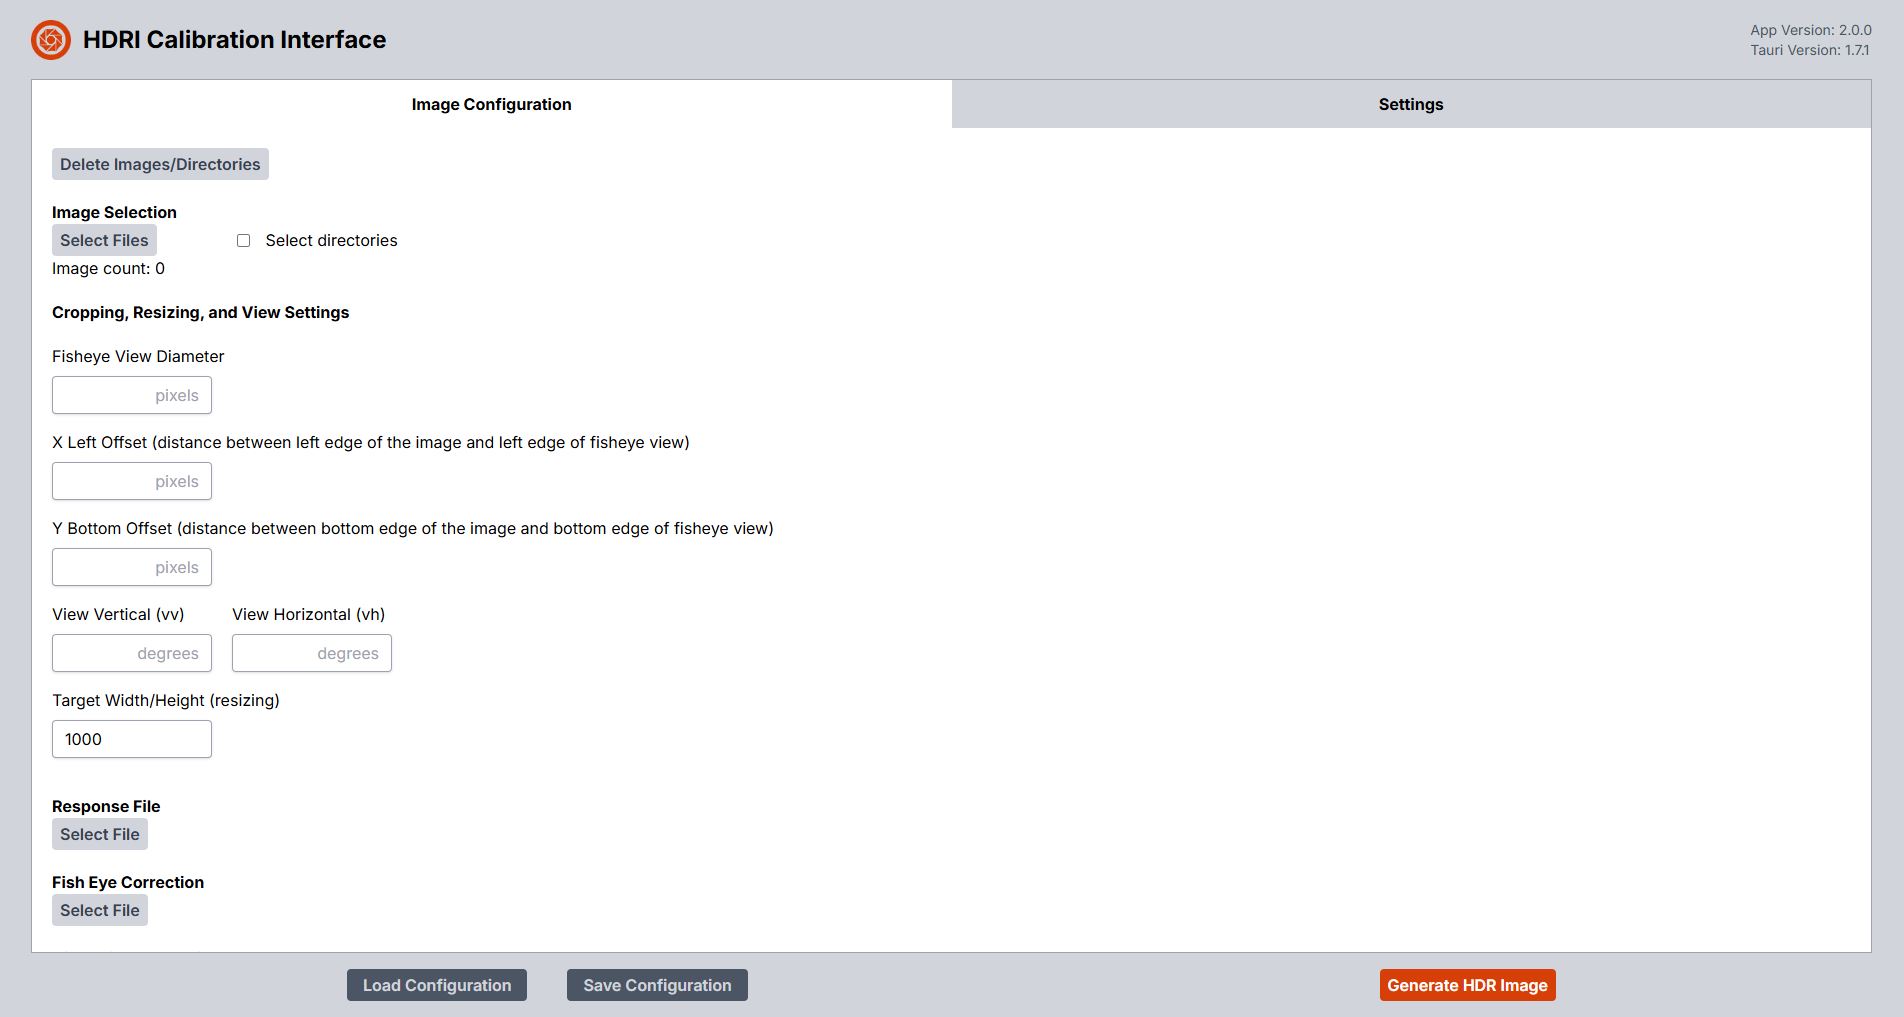 HDRI Calibration Interface
App Version: 2.0.0
Tauri Version: 1.7.1
Image Configuration
Settings
Delete Images/Directories
Image Selection
Select Files
Select directories
Image count: 0
Cropping, Resizing, and View Settings
Fisheye View Diameter
pixels
X Left Offset (distance between left edge of the image and left edge of fisheye view)
pixels
Y Bottom Offset (distance between bottom edge of the image and bottom edge of fisheye view)
pixels
View Vertical (vv)
View Horizontal (vh)
degrees
degrees
Target Width/Height (resizing)
1000
Response File
Select File
Fish Eye Correction
Select File
Load Configuration
Save Configuration
Generate HDR Image